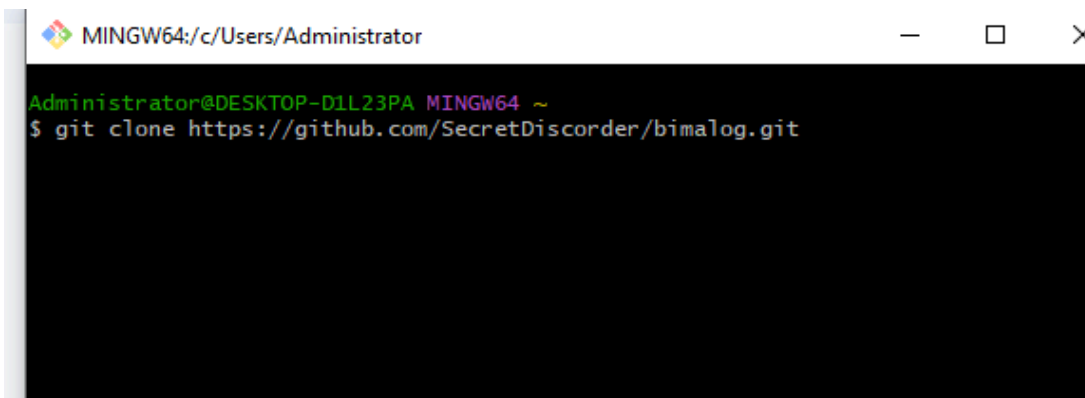 MINGW64:/c/Users/Administrator
Administrator@DESKTOP-D1L23PA MINGW64 ~
$ git clone https://github.com/SecretDiscorder/bimalog.git